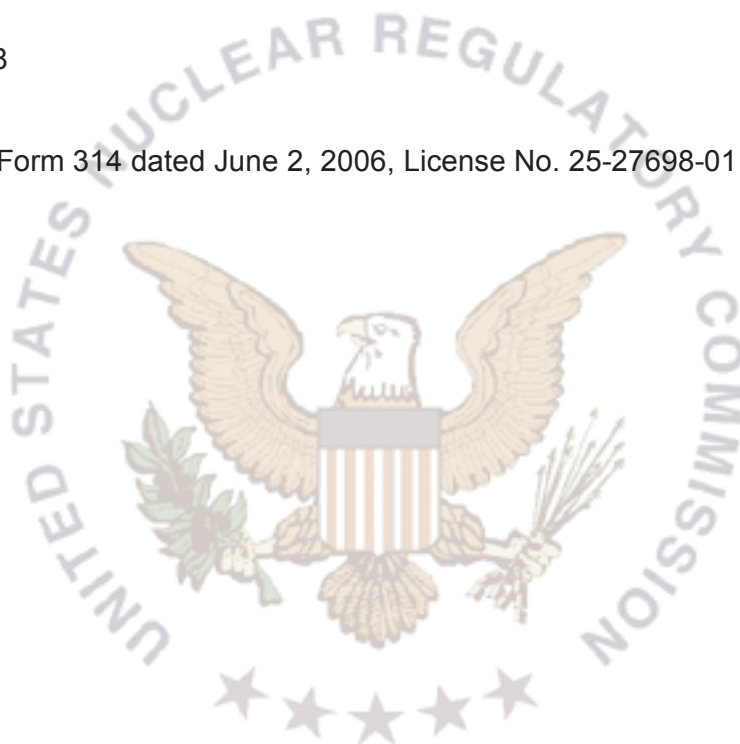 3
Form 314 dated June 2, 2006, License No. 25-27698-01
UNITED STATES NUCLEAR REGULATORY COMMISSION